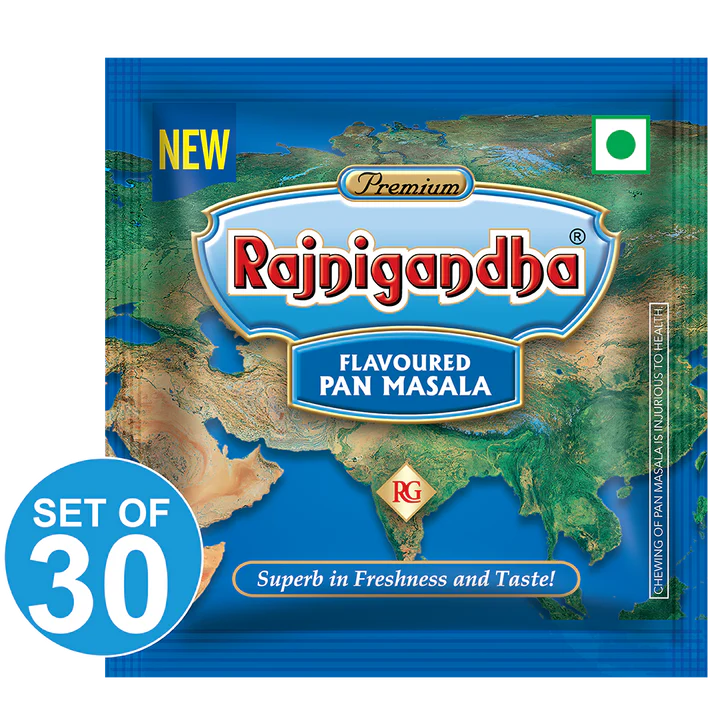 NEW
Premium
Rajnigandha®
FLAVOURED
PAN MASALA
RG
CHEWING OF PAN MASALA IS INJURIOUS TO HEALTH.
SET OF
30
Superb in Freshness and Taste!